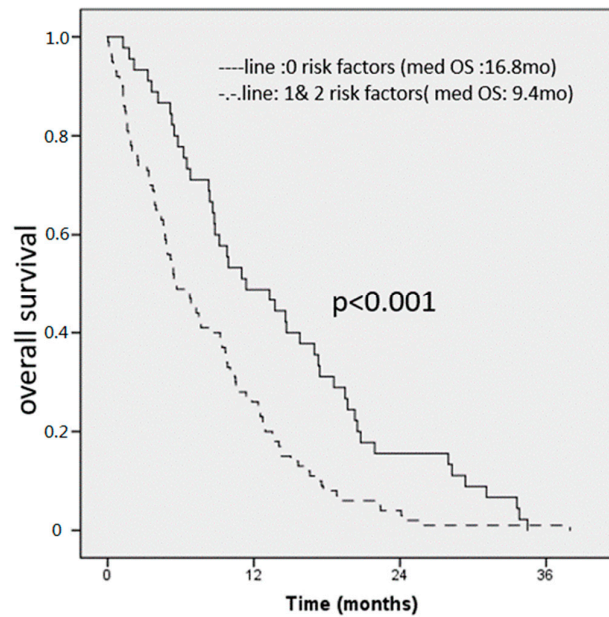 1.0
----line :0 risk factors (med OS :16.8mo)
-.-.line: 1& 2 risk factors( med OS: 9.4mo)
0.8
0.6
p<0.001
0.4
0.2
0
overall survival
0 12 24 36
Time (months)